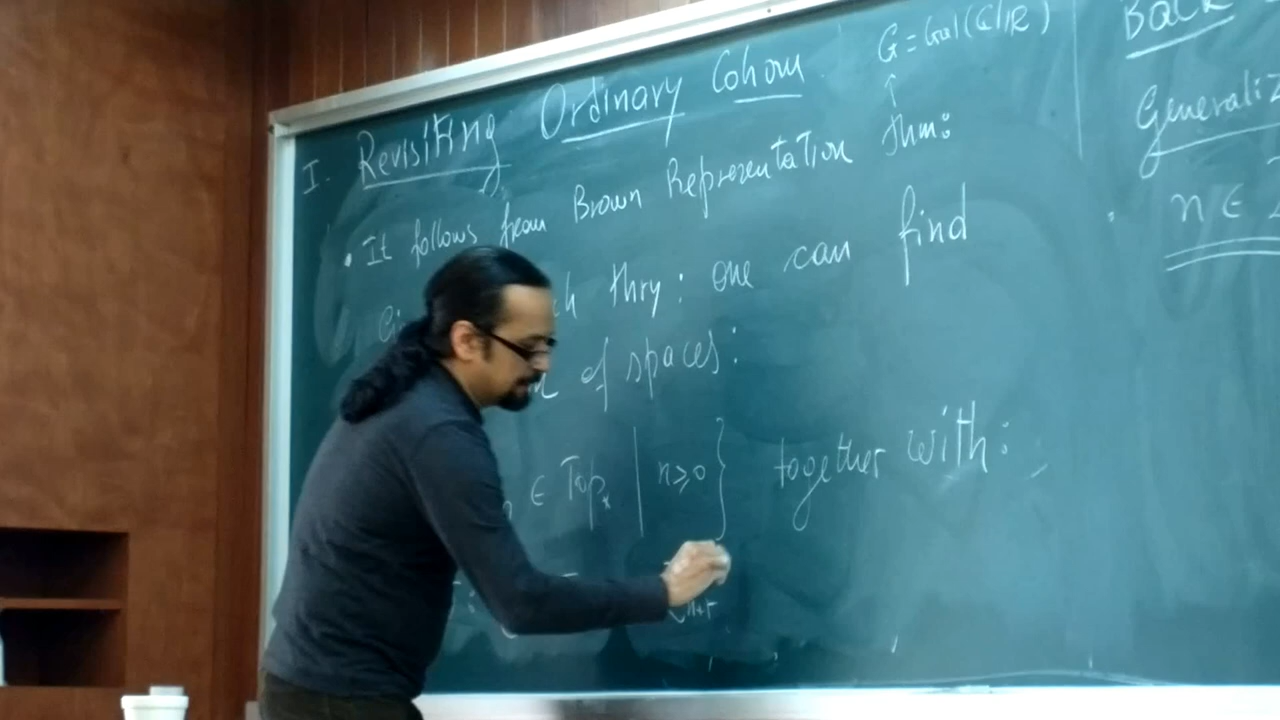 I. Revisiting Ordinary Cohom
G = Gal(C/R)
↑
• It follows from Brown Representation thm:
thry: one can find
of spaces:
∈ Top* | n≥0 } together with:
n+1
Back
Generaliz
n ∈